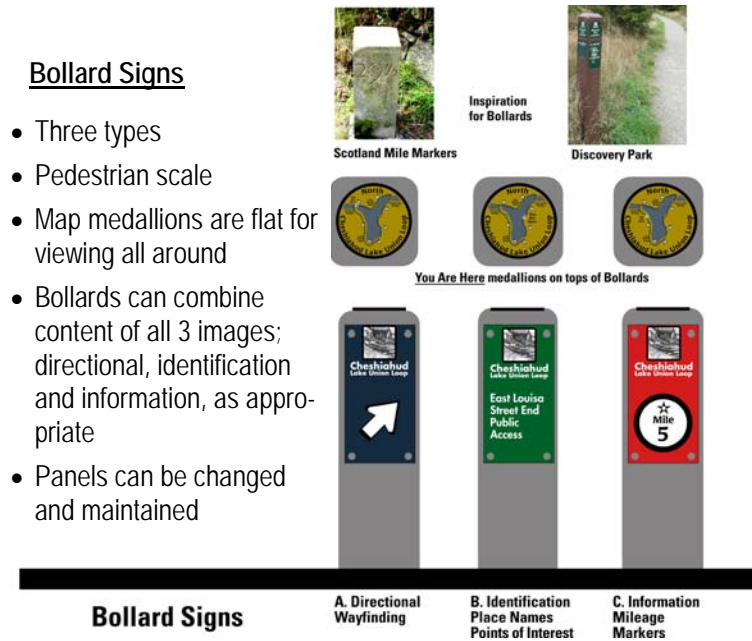 Bollard Signs
• Three types
• Pedestrian scale
• Map medallions are flat for
viewing all around
• Bollards can combine
content of all 3 images;
directional, identification
and information, as appro-
priate
• Panels can be changed
and maintained
Inspiration
for Bollards
Scotland Mile Markers
Discovery Park
North
Cheshiahud Lake Union Loop
North
Cheshiahud Lake Union Loop
North
Cheshiahud Lake Union Loop
You Are Here medallions on tops of Bollards
Cheshiahud
Lake Union Loop
Cheshiahud
Lake Union Loop
East Louisa
Street End
Public
Access
Cheshiahud
Lake Union Loop
Mile
5
Bollard Signs
A. Directional
Wayfinding
B. Identification
Place Names
Points of Interest
C. Information
Mileage
Markers